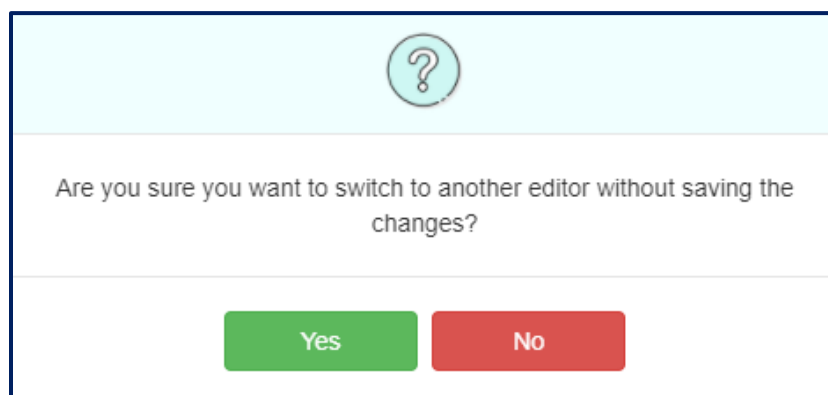 Are you sure you want to switch to another editor without saving the
changes?
Yes No